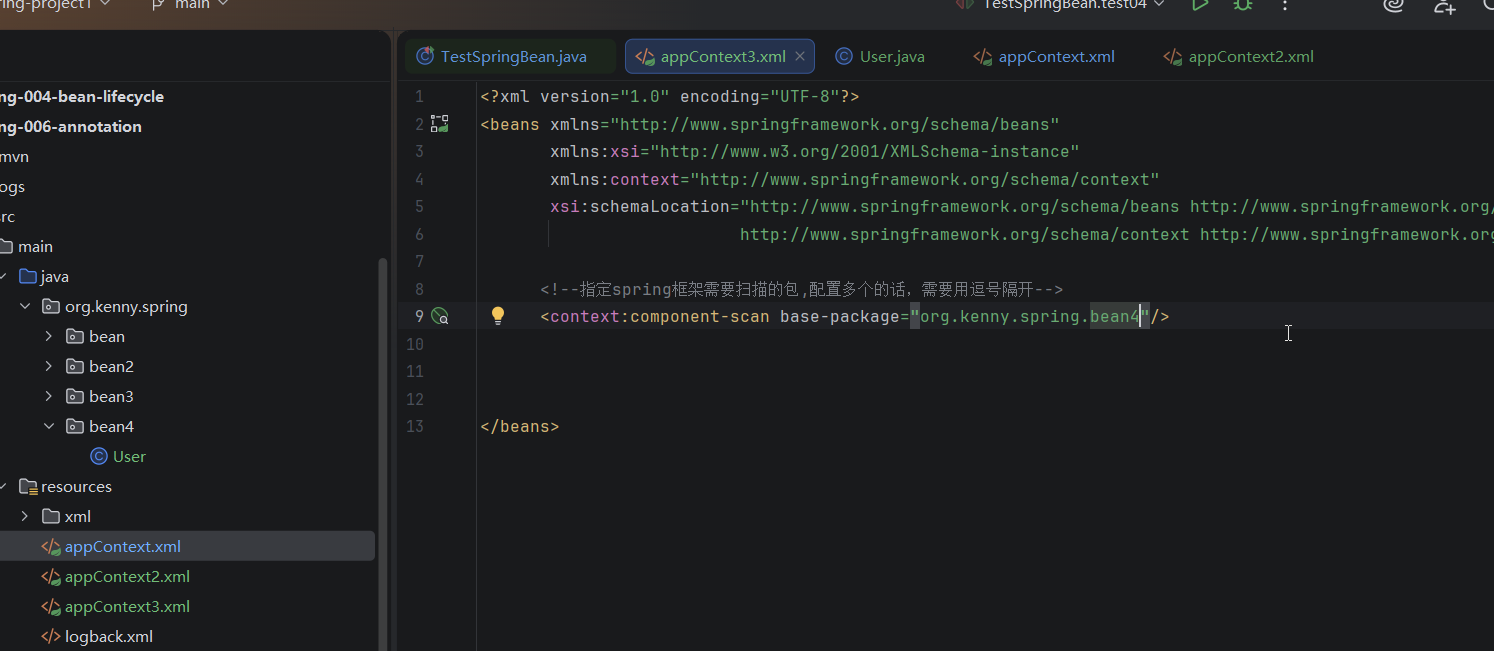 main
TestSpringBean.test04
TestSpringBean.java
appContext3.xml
User.java
appContext.xml
appContext2.xml
ng-004-bean-lifecycle
ng-006-annotation
mvn
ogs
rc
main
java
org.kenny.spring
bean
bean2
bean3
bean4
User
resources
xml
appContext.xml
appContext2.xml
appContext3.xml
logback.xml
1 <?xml version="1.0" encoding="UTF-8"?>
2 <beans xmlns="http://www.springframework.org/schema/beans"
3 xmlns:xsi="http://www.w3.org/2001/XMLSchema-instance"
4 xmlns:context="http://www.springframework.org/schema/context"
5 xsi:schemaLocation="http://www.springframework.org/schema/beans http://www.springframework.org/
6 http://www.springframework.org/schema/context http://www.springframework.org
7
8 <!--指定spring框架需要扫描的包,配置多个的话，需要用逗号隔开-->
9 <context:component-scan base-package="org.kenny.spring.bean4"/>
10
11
12
13 </beans>